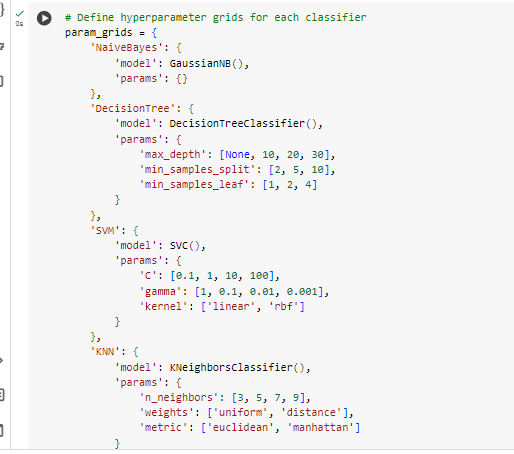 # Define hyperparameter grids for each classifier
param_grids = {
    'NaiveBayes': {
        'model': GaussianNB(),
        'params': {}
    },
    'DecisionTree': {
        'model': DecisionTreeClassifier(),
        'params': {
            'max_depth': [None, 10, 20, 30],
            'min_samples_split': [2, 5, 10],
            'min_samples_leaf': [1, 2, 4]
        }
    },
    'SVM': {
        'model': SVC(),
        'params': {
            'C': [0.1, 1, 10, 100],
            'gamma': [1, 0.1, 0.01, 0.001],
            'kernel': ['linear', 'rbf']
        }
    },
    'KNN': {
        'model': KNeighborsClassifier(),
        'params': {
            'n_neighbors': [3, 5, 7, 9],
            'weights': ['uniform', 'distance'],
            'metric': ['euclidean', 'manhattan']
        }
0s